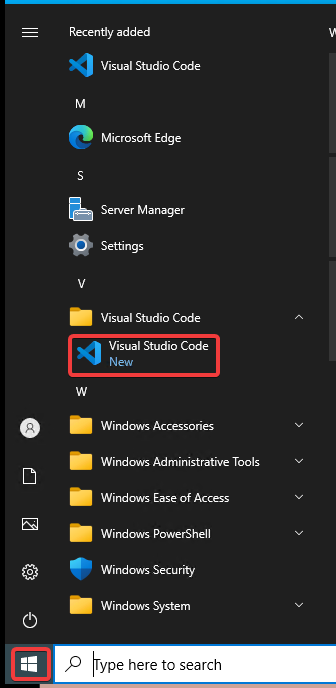 Recently added
Visual Studio Code
M
Microsoft Edge
S
Server Manager
Settings
V
Visual Studio Code
Visual Studio Code
New
W
Windows Accessories
Windows Administrative Tools
Windows Ease of Access
Windows PowerShell
Windows Security
Windows System
Type here to search